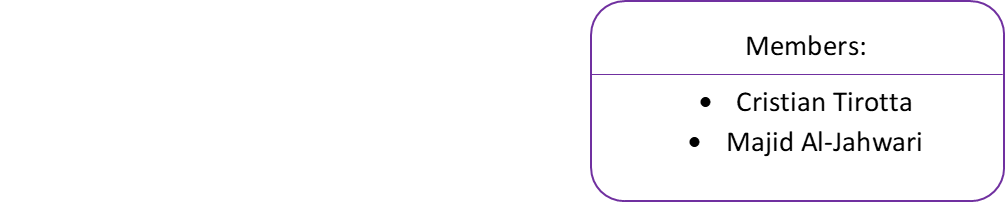 Members:
• Cristian Tirotta
• Majid Al-Jahwari